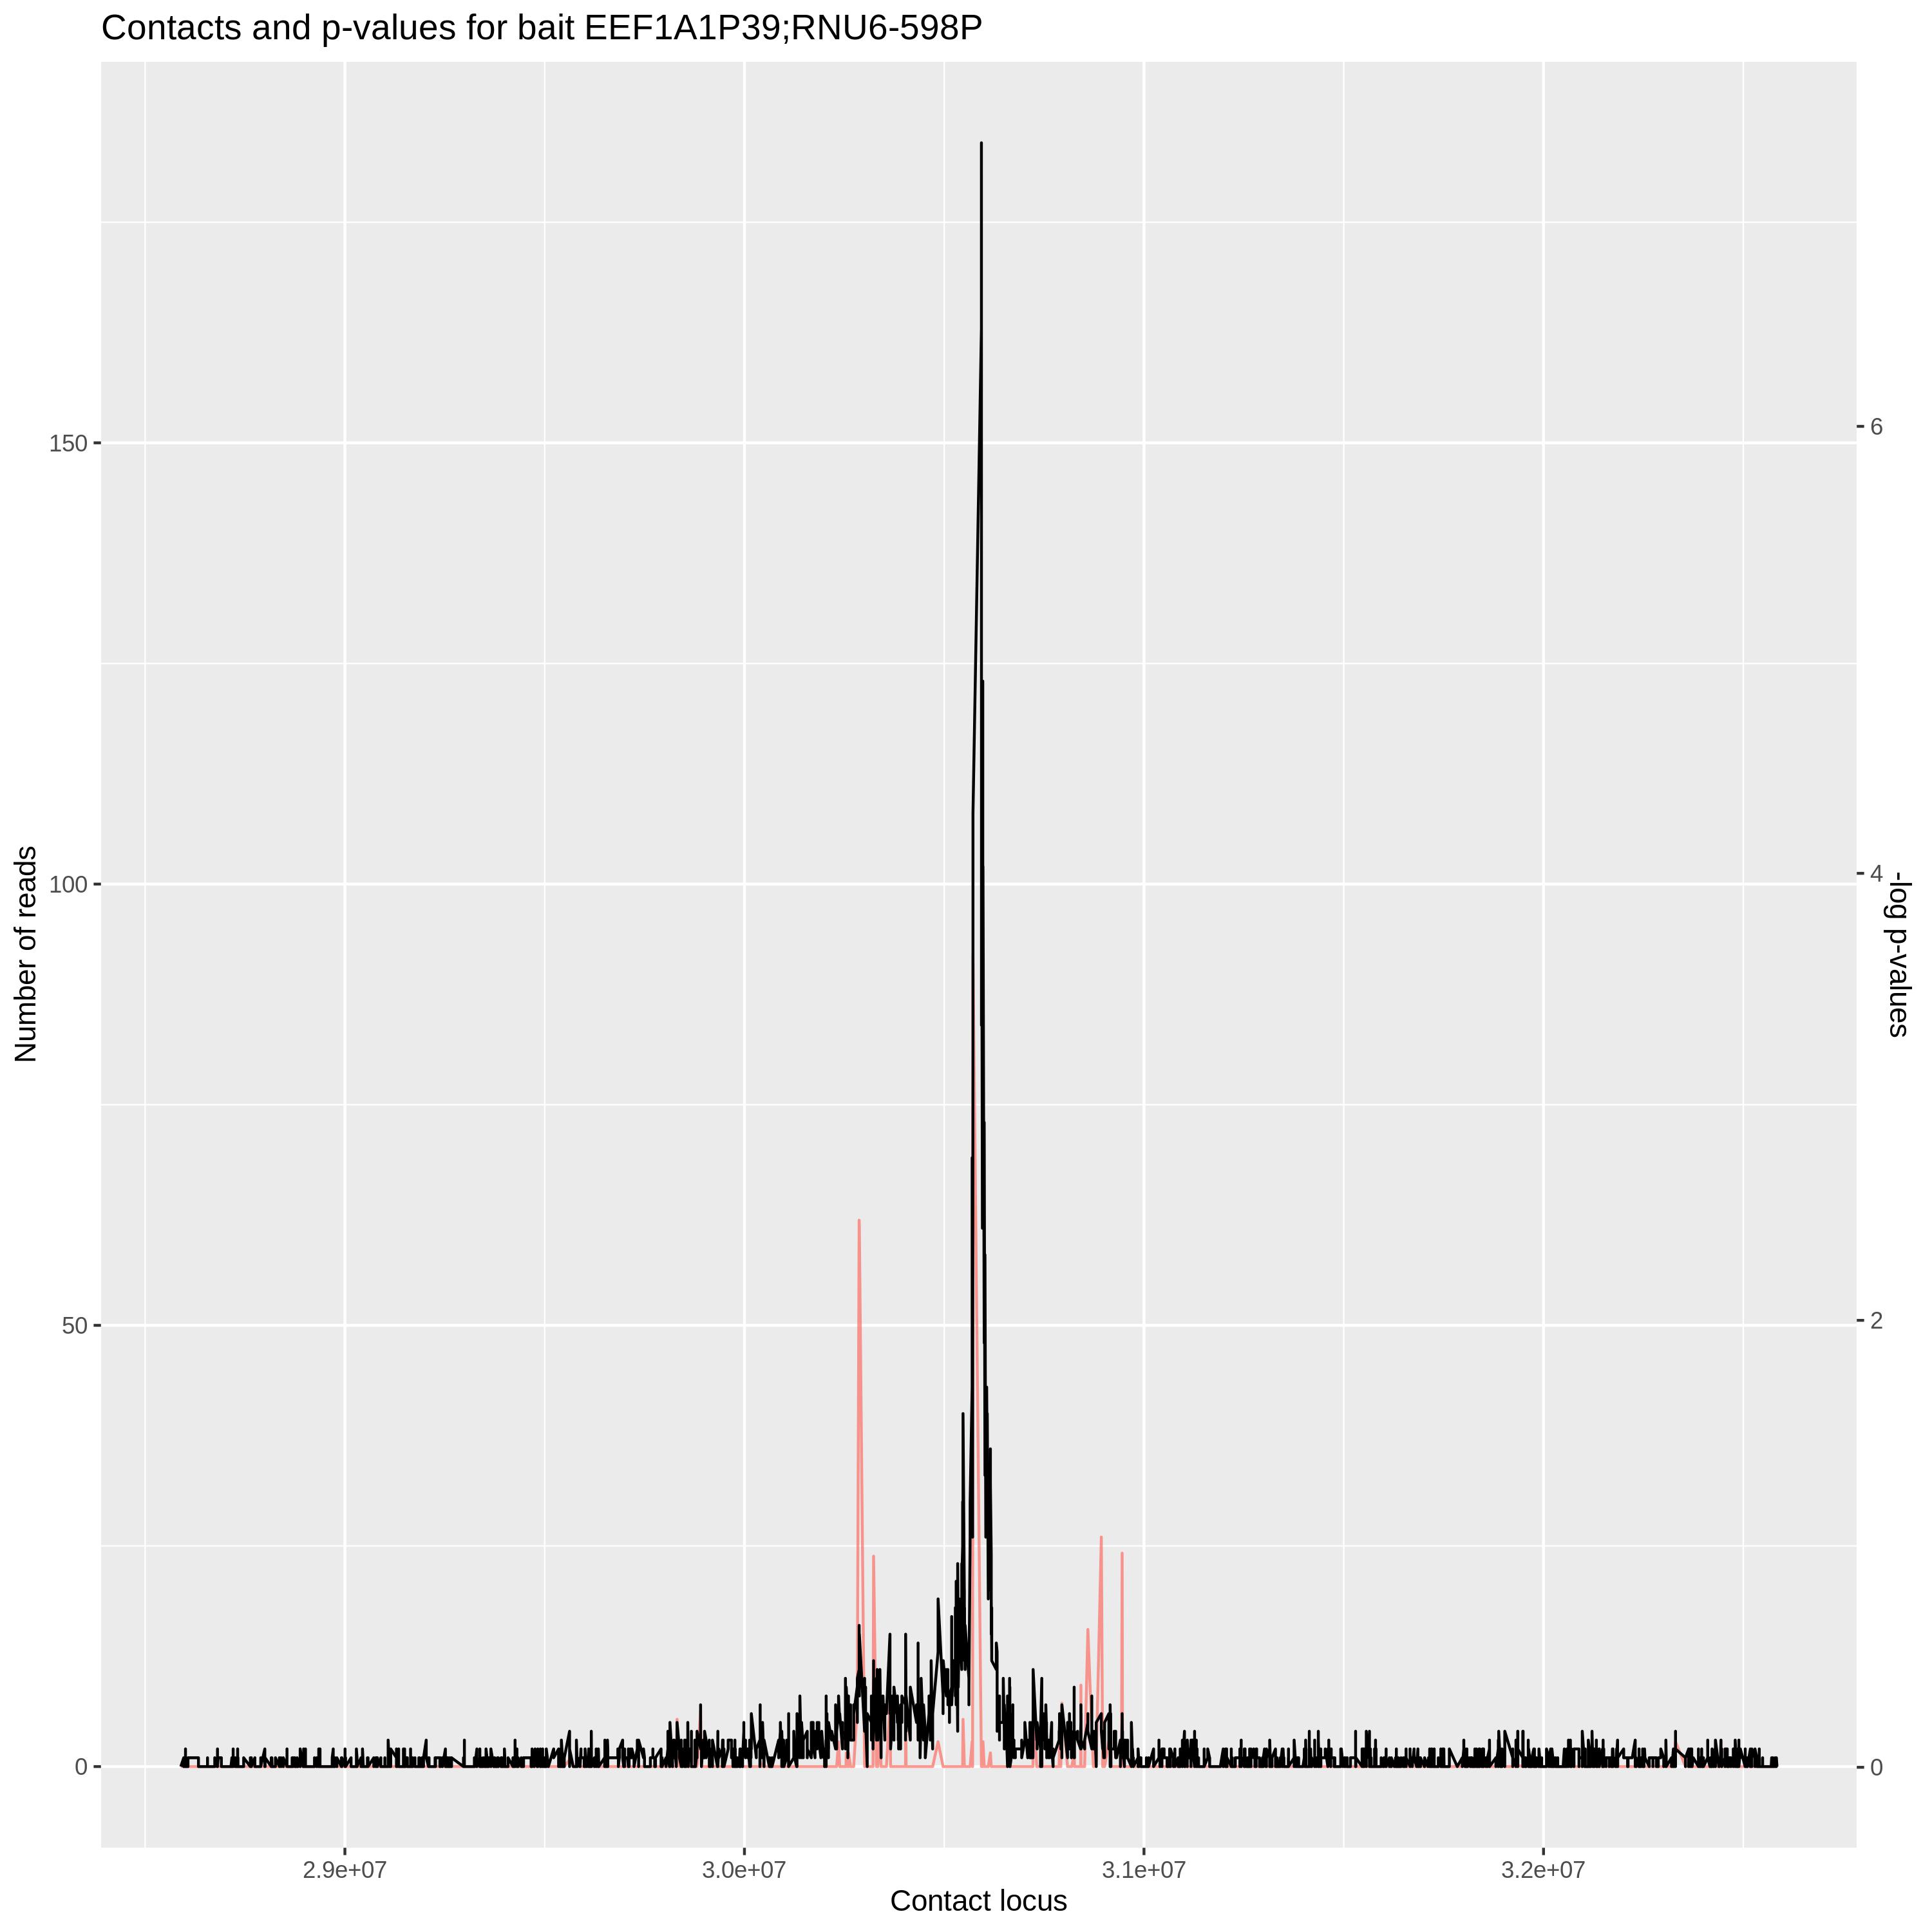 Contacts and p-values for bait EEF1A1P39;RNU6-598P
150
100
50
0
Number of reads
6
4
2
0
-log p-values
2.9e+07
3.0e+07
3.1e+07
3.2e+07
Contact locus